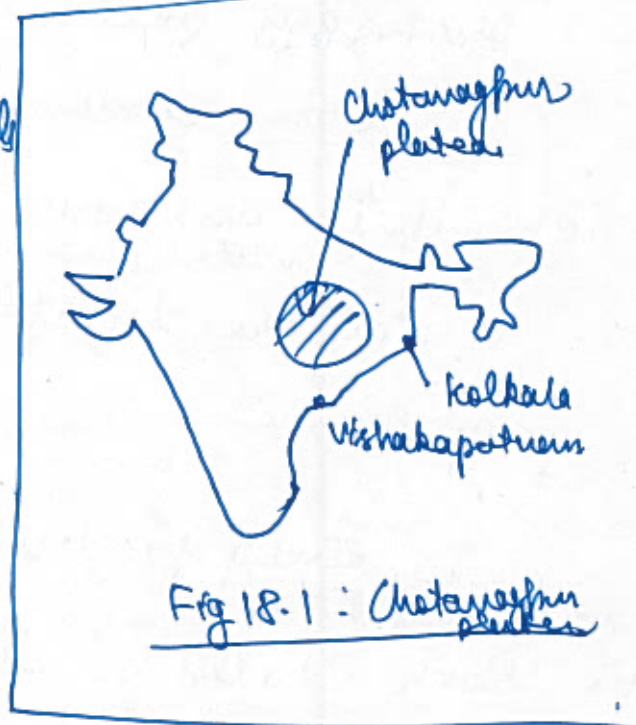 Chotanagpur
plateau
Kolkata
Vishakapatnam
Fig 18.1 : Chotanagpur
plateau